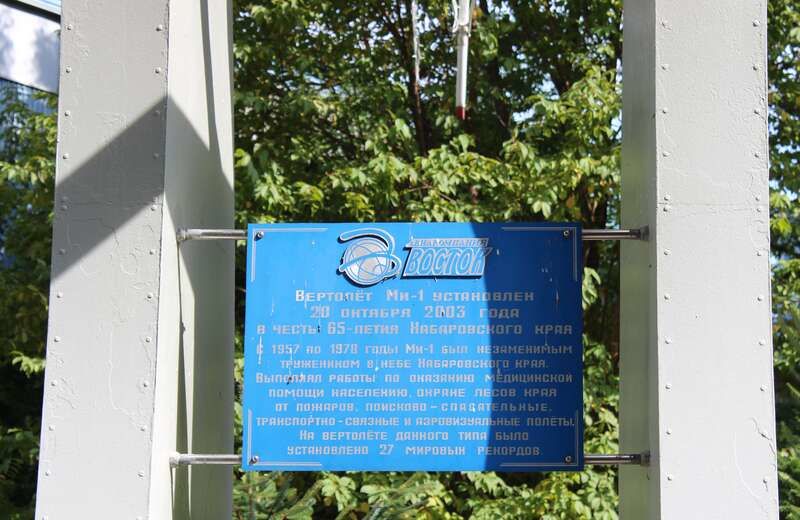 АВИАКОМПАНИЯ
ВОСТОК
Вертолёт Ми-1 установлен
20 октября 2003 года
в честь 65-летия Хабаровского края
С 1957 по 1978 годы Ми-1 был незаменимым
тружеником в небе Хабаровского края.
Выполнял работы по оказанию медицинской
помощи населению, охране лесов края
от пожаров, поисково-спасательные,
транспортно-связные и аэровизуальные полёты.
На вертолёте данного типа было
установлено 27 мировых рекордов